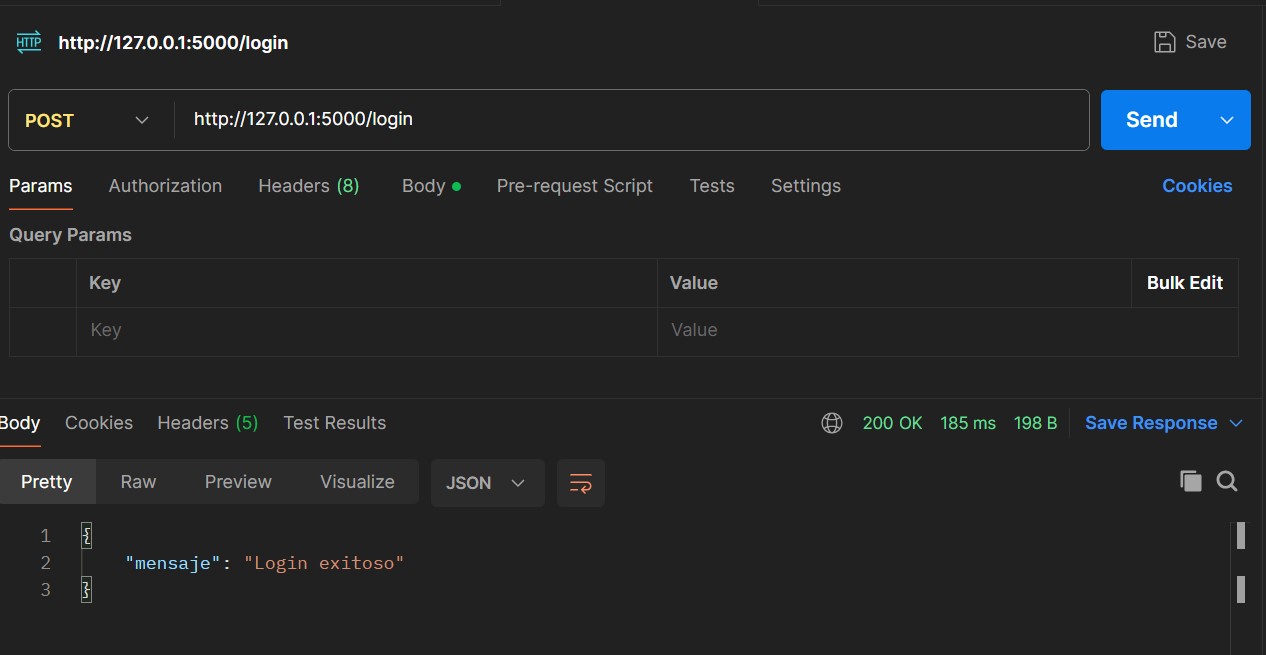 HTTP http://127.0.0.1:5000/login Save
POST http://127.0.0.1:5000/login Send
Params Authorization Headers (8) Body Pre-request Script Tests Settings Cookies
Query Params
Key Value Bulk Edit
Key Value
Body Cookies Headers (5) Test Results 200 OK 185 ms 198 B Save Response
Pretty Raw Preview Visualize JSON
1 {
2 "mensaje": "Login exitoso"
3 }